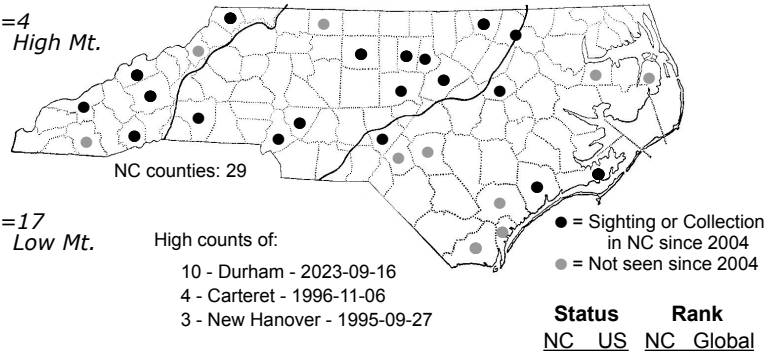 =4
High Mt.
NC counties: 29
=17
Low Mt.
High counts of:
10 - Durham - 2023-09-16
4 - Carteret - 1996-11-06
3 - New Hanover - 1995-09-27
= Sighting or Collection
in NC since 2004
= Not seen since 2004
Status Rank
NC US NC Global